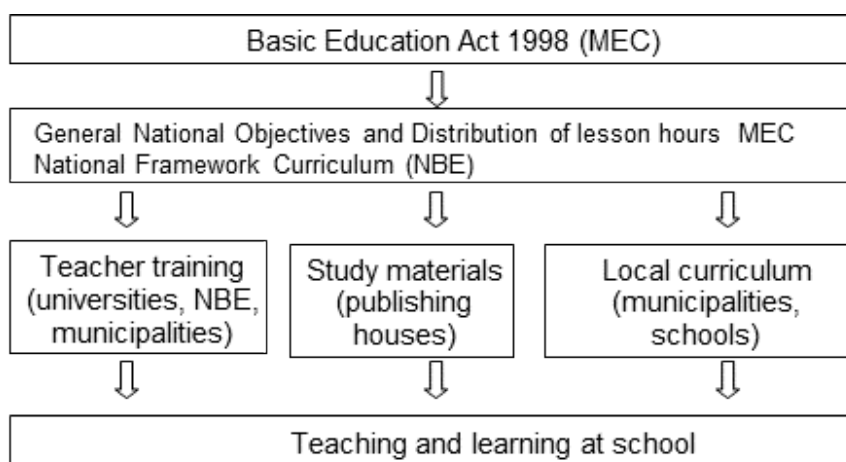 Basic Education Act 1998 (MEC)
General National Objectives and Distribution of lesson hours MEC
National Framework Curriculum (NBE)
Teacher training
(universities, NBE,
municipalities)
Study materials
(publishing
houses)
Local curriculum
(municipalities,
schools)
Teaching and learning at school